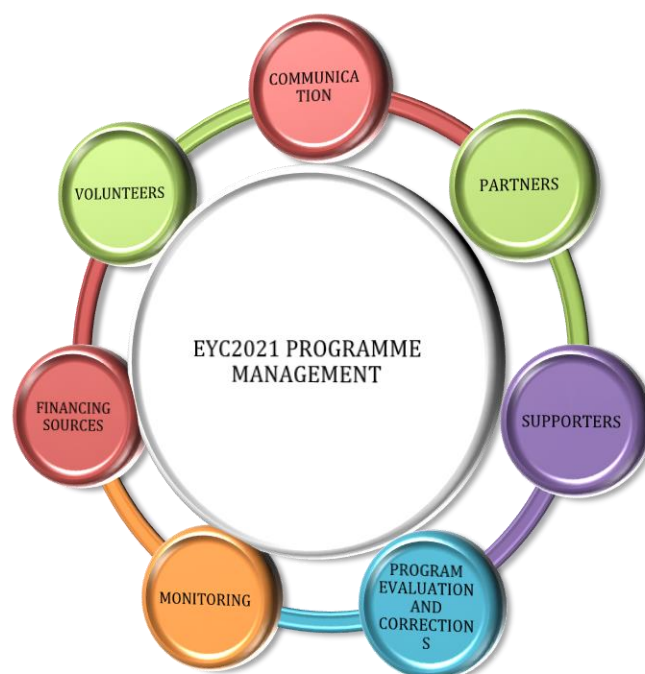 COMMUNICA
TION
PARTNERS
SUPPORTERS
PROGRAM
EVALUATION
AND
CORRECTION
S
MONITORING
FINANCING
SOURCES
VOLUNTEERS
EYC2021 PROGRAMME
MANAGEMENT